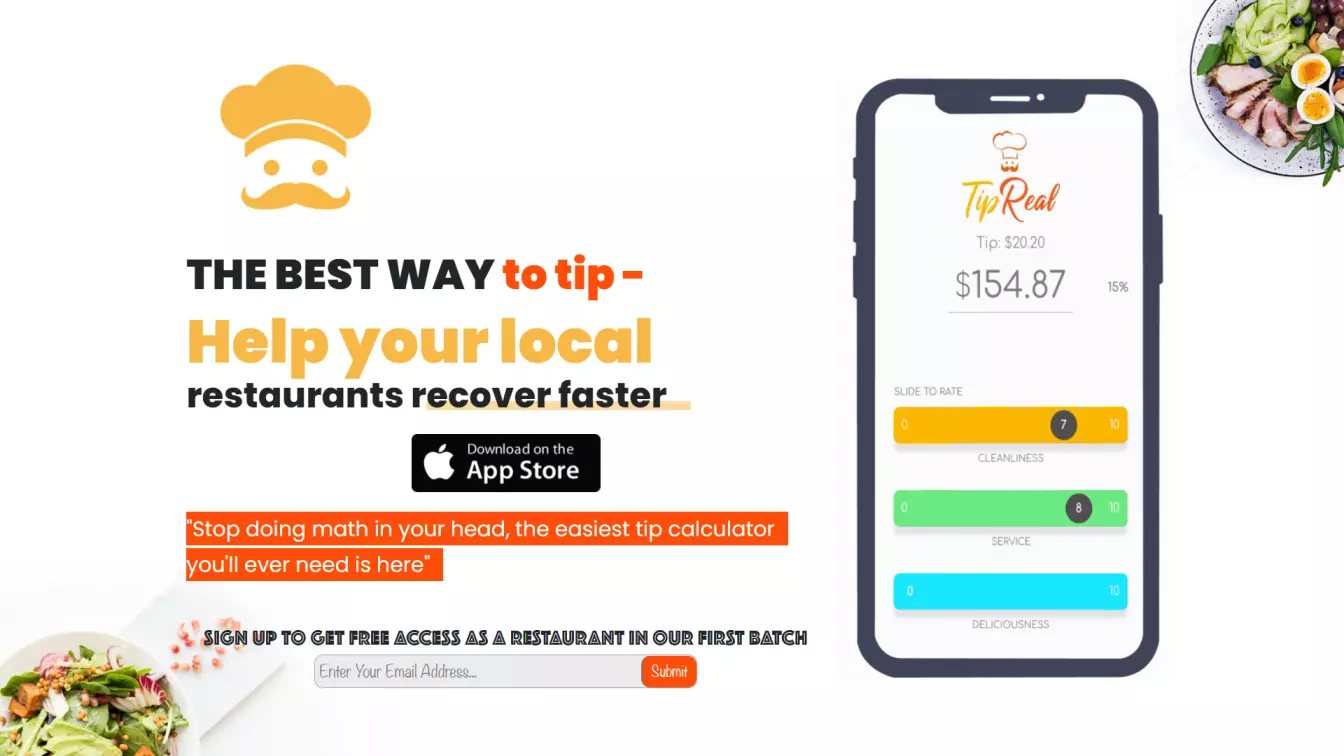 THE BEST WAY to tip -
Help your local
restaurants recover faster
Download on the
App Store
"Stop doing math in your head, the easiest tip calculator
you'll ever need is here"
SIGN UP TO GET FREE ACCESS AS A RESTAURANT IN OUR FIRST BATCH
Enter Your Email Address...
Submit
TipReal
Tip: $20.20
$154.87
15%
SLIDE TO RATE
0 7 10
CLEANLINESS
0 8 10
SERVICE
0 10
DELICIOUSNESS